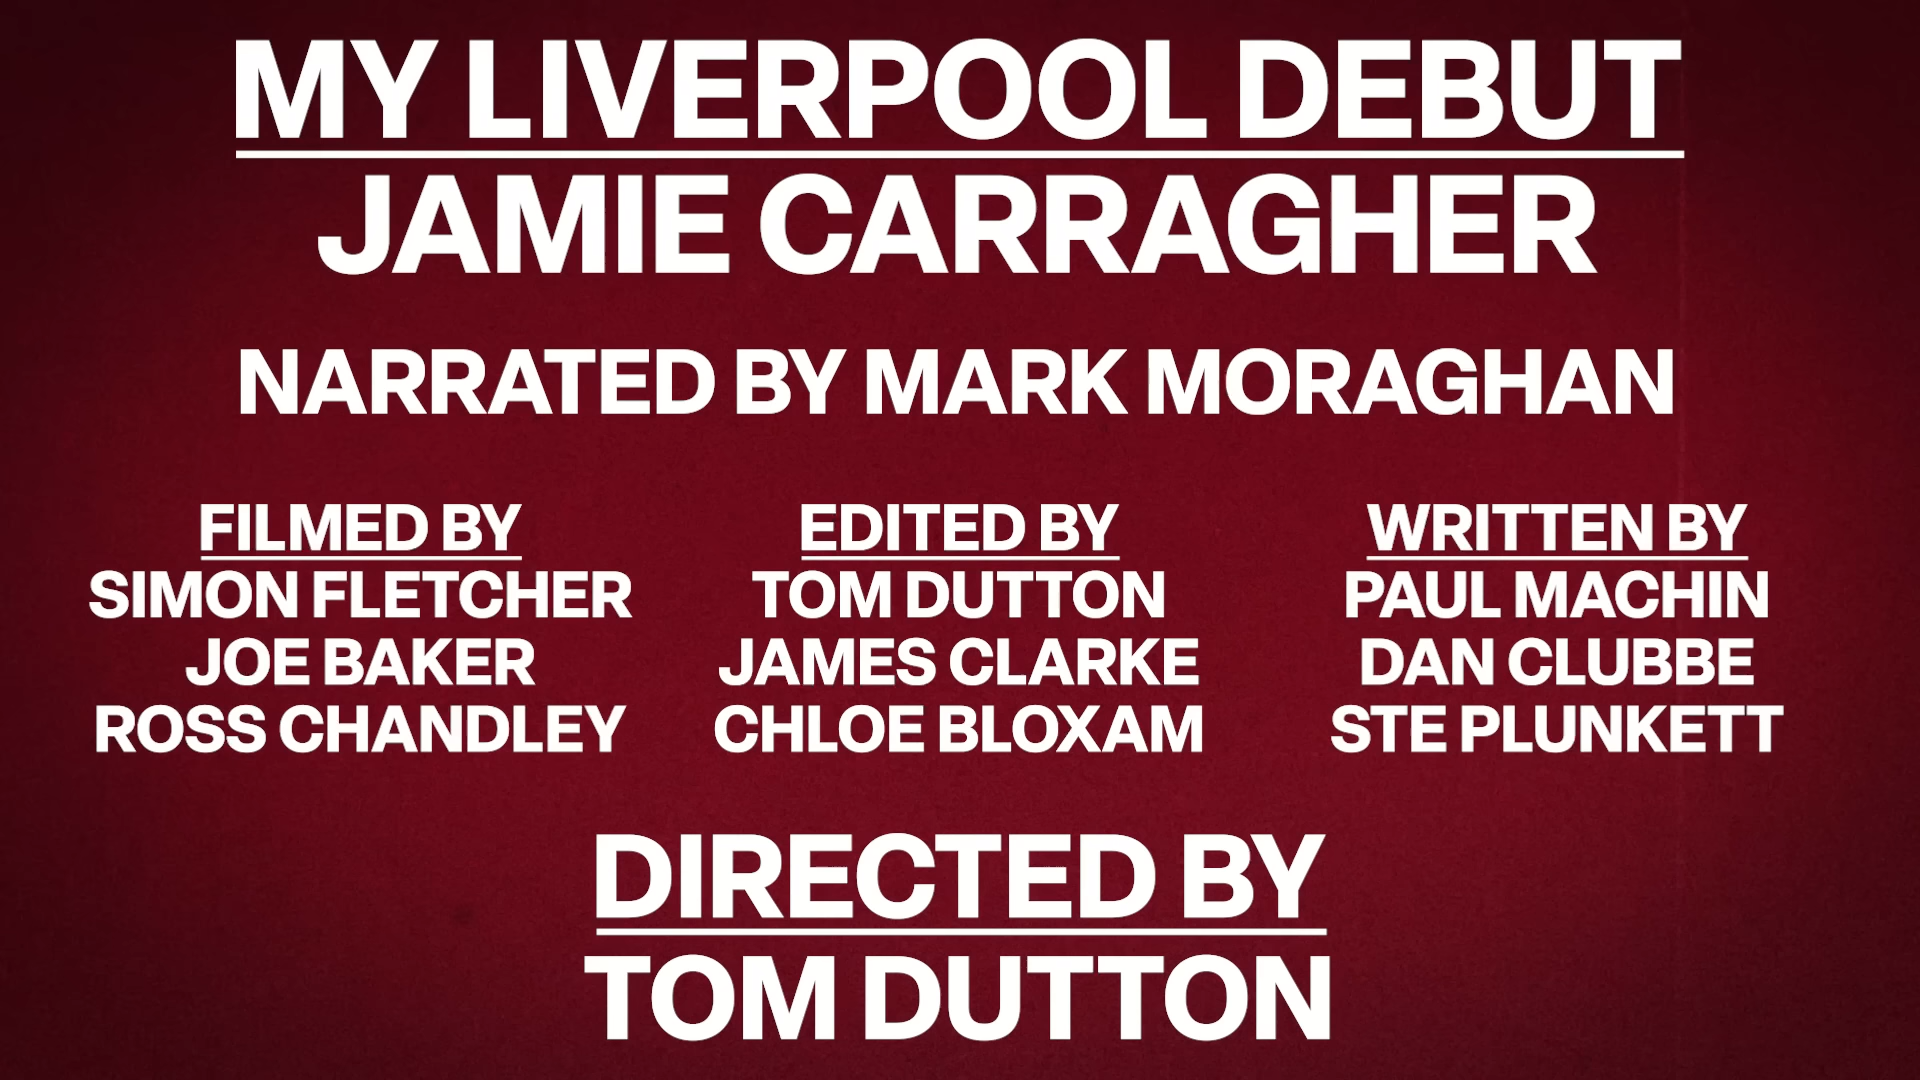 MY LIVERPOOL DEBUT
JAMIE CARRAGHER
NARRATED BY MARK MORAGHAN
FILMED BY
SIMON FLETCHER
JOE BAKER
ROSS CHANDLEY
EDITED BY
TOM DUTTON
JAMES CLARKE
CHLOE BLOXAM
WRITTEN BY
PAUL MACHIN
DAN CLUBBE
STE PLUNKETT
DIRECTED BY
TOM DUTTON